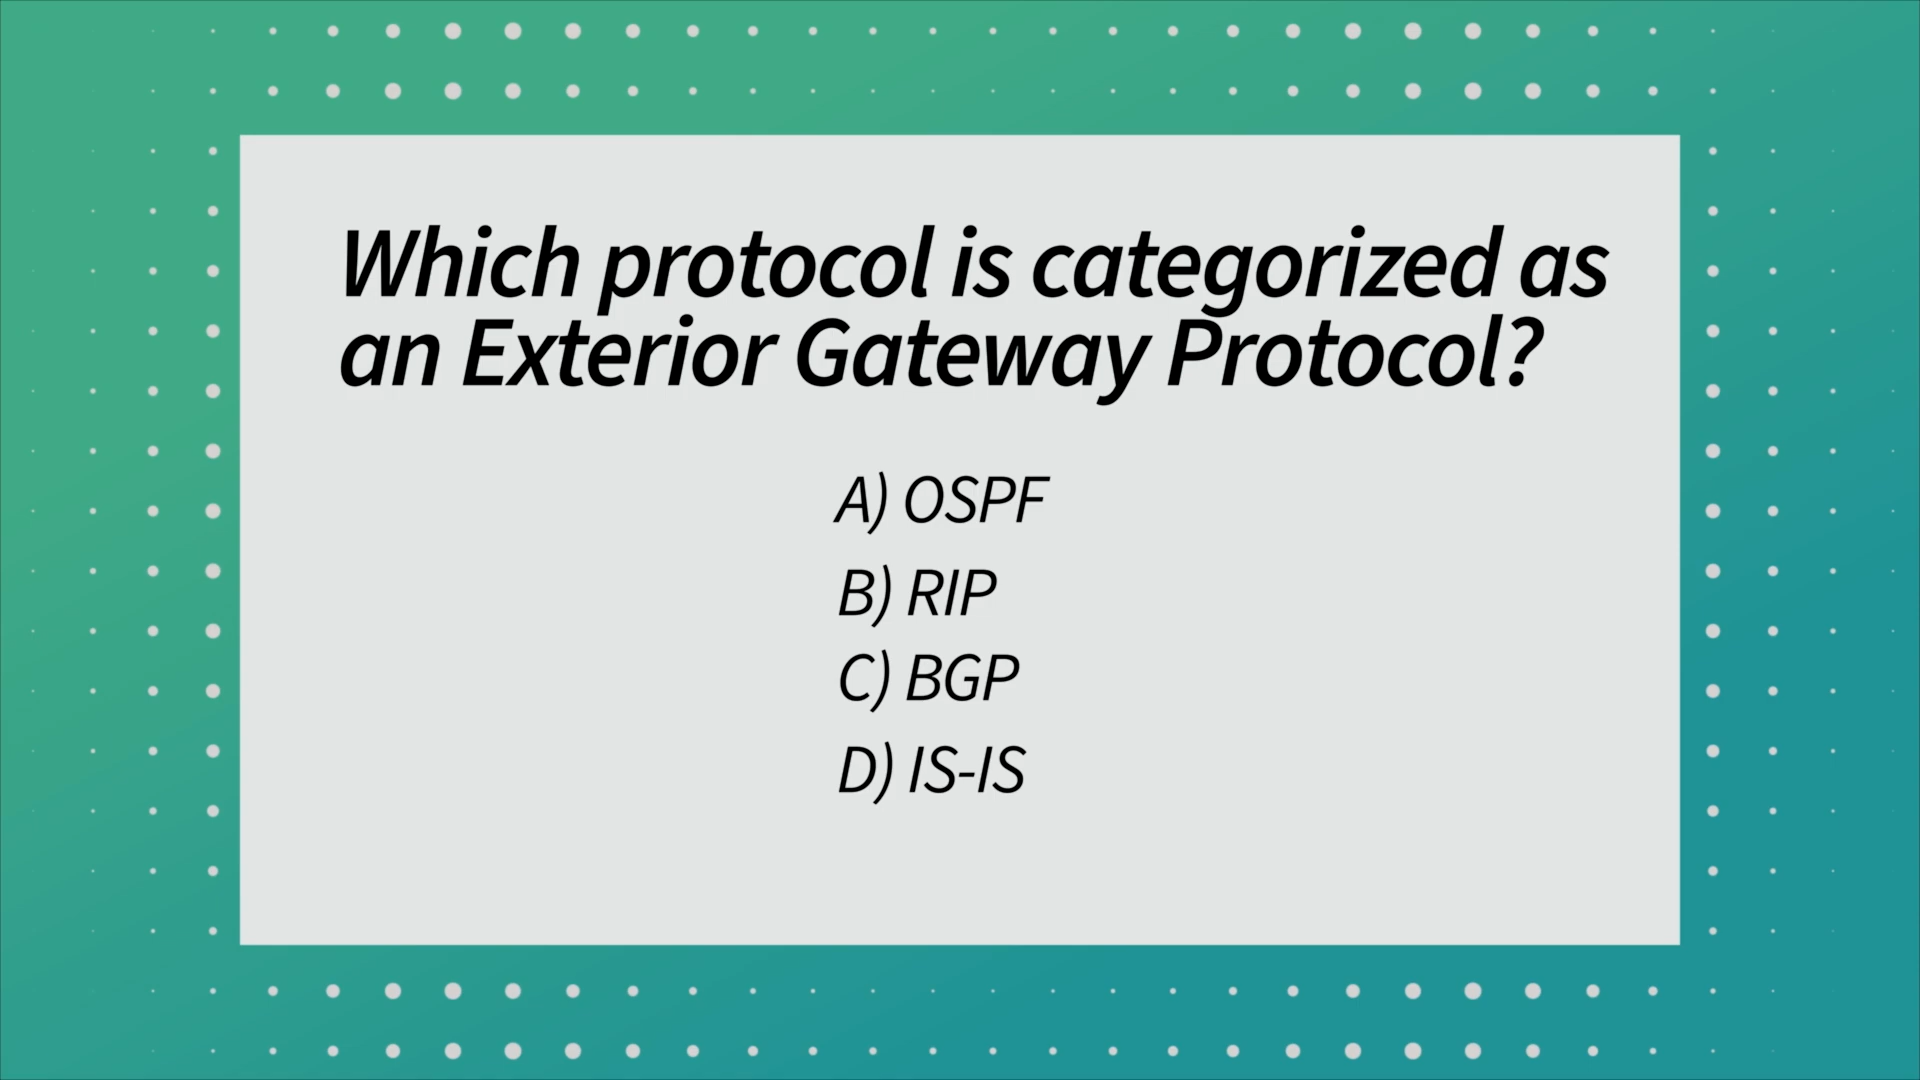 Which protocol is categorized as
an Exterior Gateway Protocol?
A) OSPF
B) RIP
C) BGP
D) IS-IS